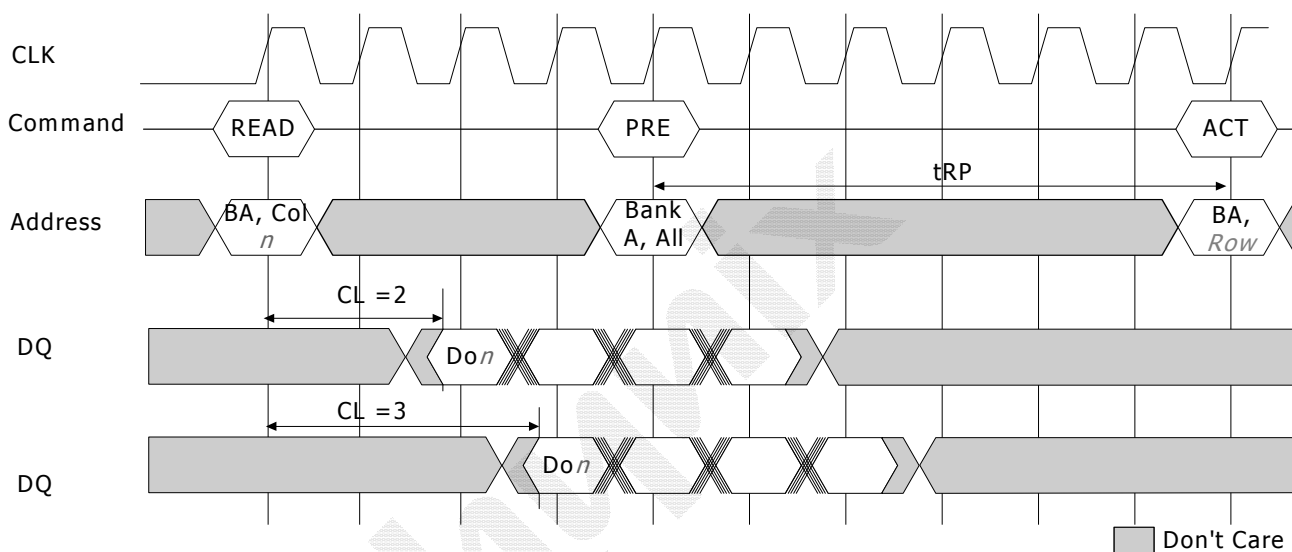 CLK
Command
READ
PRE
ACT
tRP
Address
BA, Col
n
Bank
A, All
BA,
Row
CL =2
DQ
Don
CL =3
DQ
Don
Don't Care